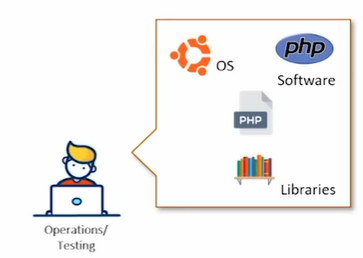 OS
php
Software
PHP
Libraries
Operations/
Testing